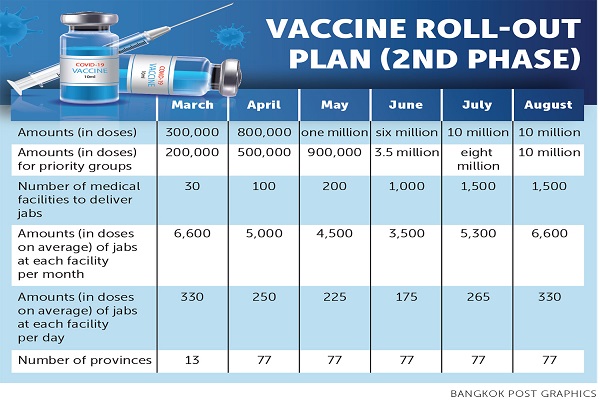 VACCINE ROLL-OUT
PLAN (2ND PHASE)
COVID-19
VACCINE
10ml
COVID-19
VACCINE
10ml
March April May June July August
Amounts (in doses) 300,000 800,000 one million six million 10 million 10 million
Amounts (in doses)
for priority groups 200,000 500,000 900,000 3.5 million eight
million 10 million
Number of medical
facilities to deliver
jabs 30 100 200 1,000 1,500 1,500
Amounts (in doses
on average) of jabs
at each facility
per month 6,600 5,000 4,500 3,500 5,300 6,600
Amounts (in doses
on average) of jabs
at each facility
per day 330 250 225 175 265 330
Number of provinces 13 77 77 77 77 77
BANGKOK POST GRAPHICS